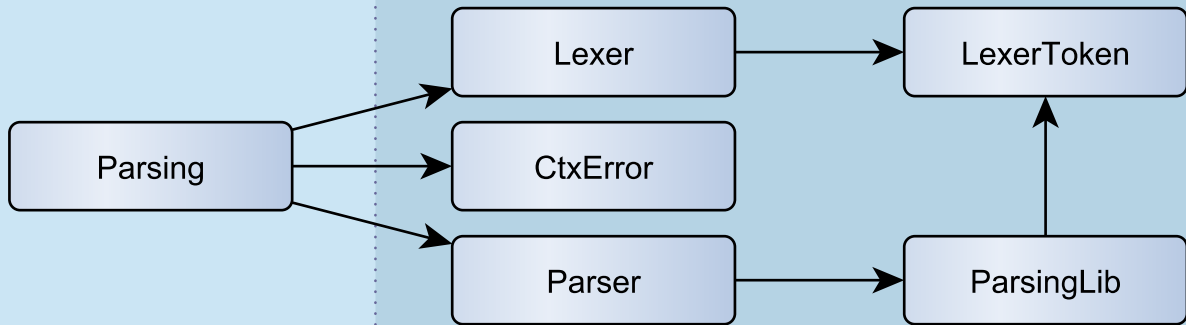 Lexer
LexerToken
Parsing
CtxError
Parser
ParsingLib